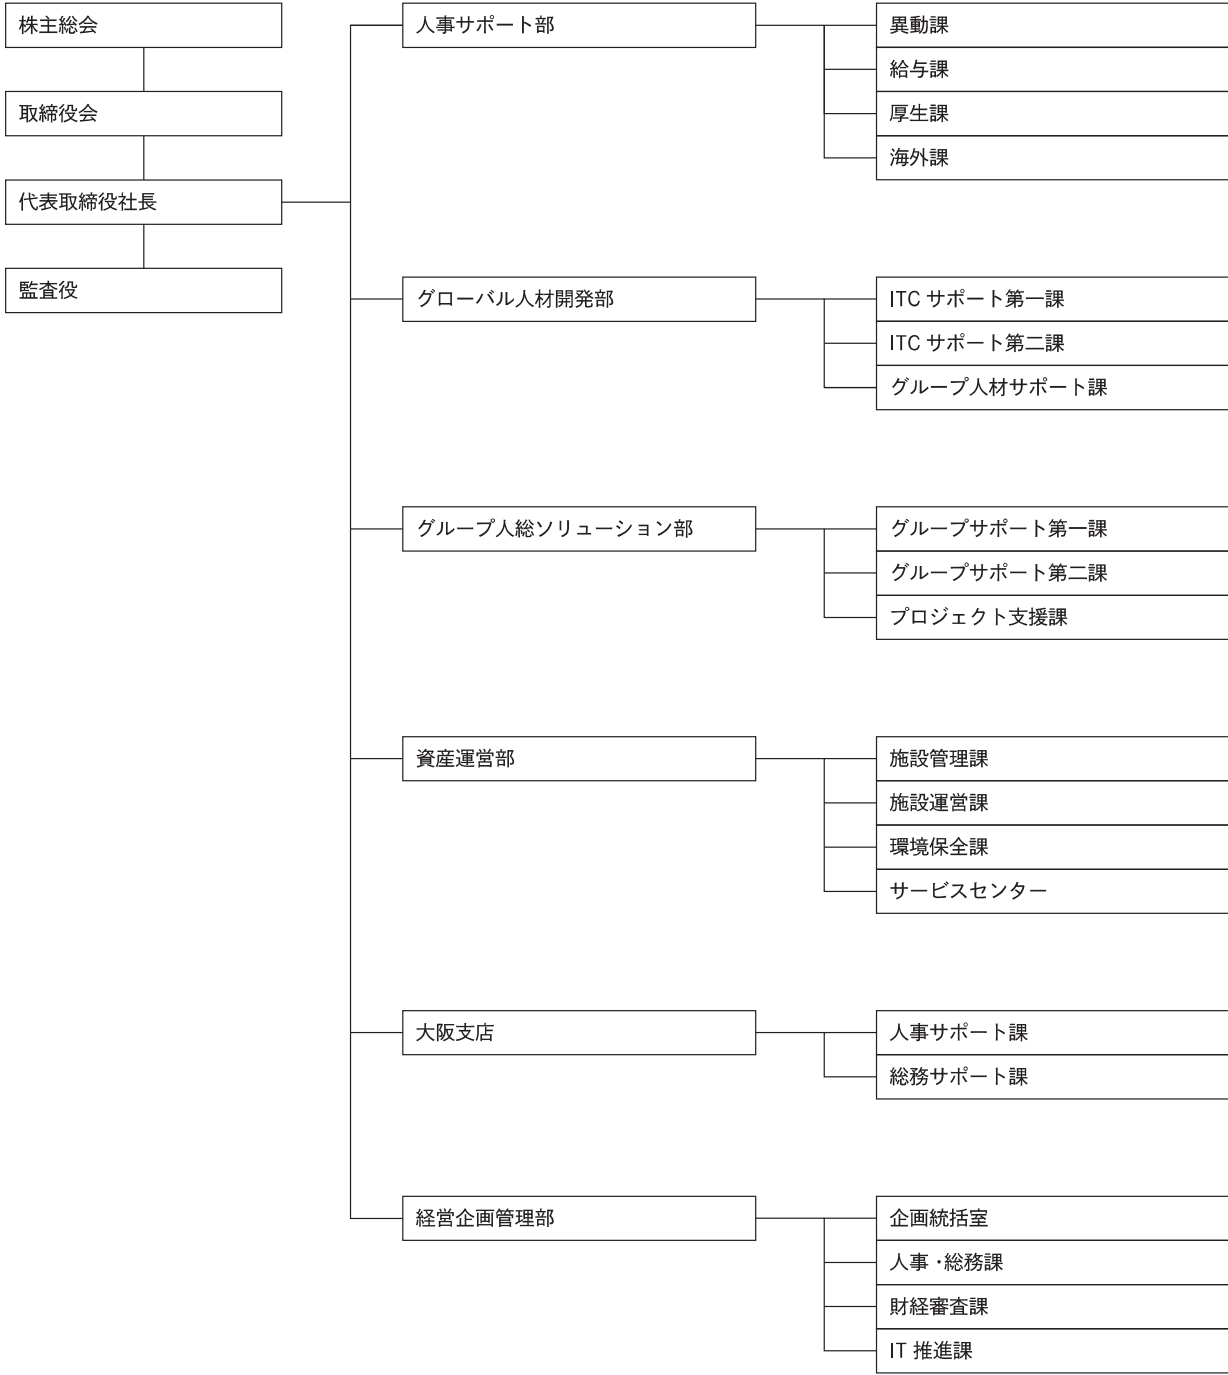 株主総会
取締役会
代表取締役社長
監査役
人事サポート部
異動課
給与課
厚生課
海外課
グローバル人材開発部
ITC サポート第一課
ITC サポート第二課
グループ人材サポート課
グループ人総ソリューション部
グループサポート第一課
グループサポート第二課
プロジェクト支援課
資産運営部
施設管理課
施設運営課
環境保全課
サービスセンター
大阪支店
人事サポート課
総務サポート課
経営企画管理部
企画統括室
人事・総務課
財経審査課
IT 推進課